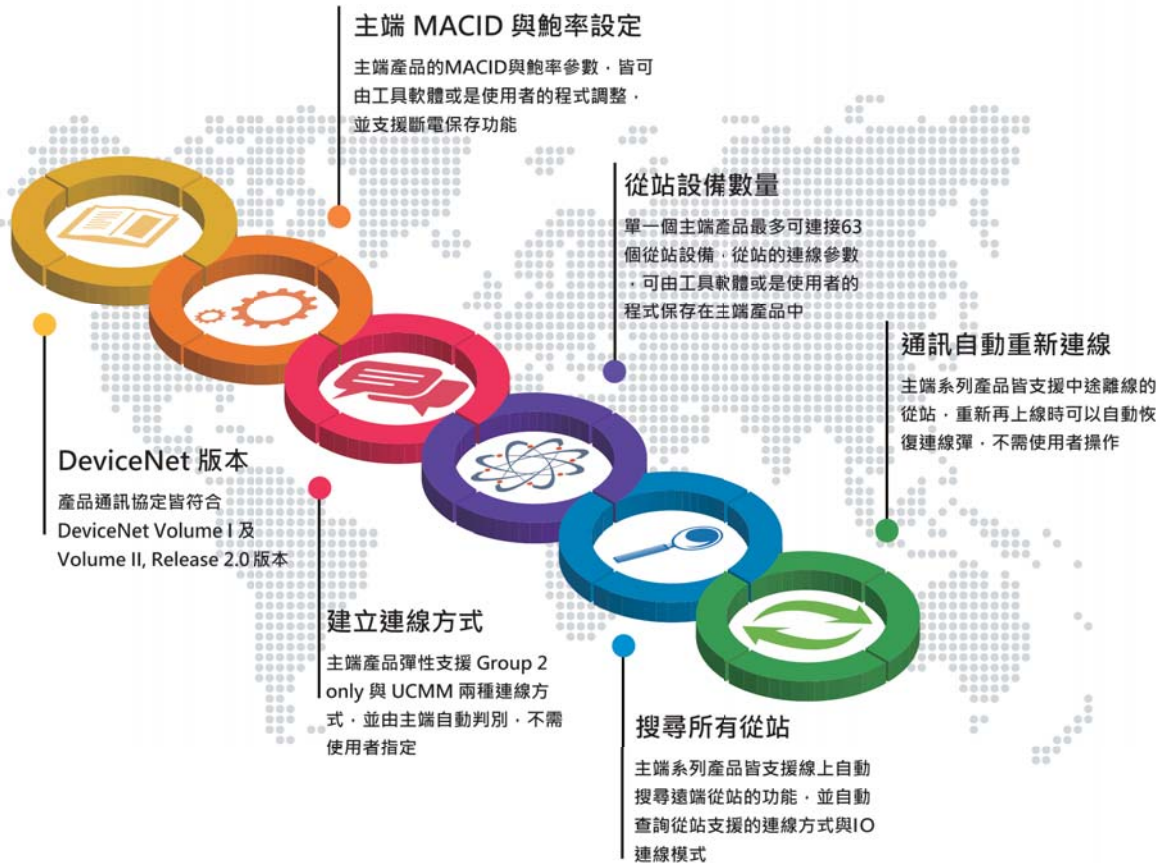 主端 MACID 與鮑率設定
主端產品的MACID與鮑率參數，皆可
由工具軟體或是使用者的程式調整，
並支援斷電保存功能
從站設備數量
單一個主端產品最多可連接63
個從站設備，從站的連線參數
，可由工具軟體或是使用者的
程式保存在主端產品中
通訊自動重新連線
主端系列產品皆支援中途離線的
從站，重新再上線時可以自動恢
復連線彈，不需使用者操作
DeviceNet 版本
產品通訊協定皆符合
DeviceNet Volume I 及
Volume II, Release 2.0 版本
建立連線方式
主端產品彈性支援 Group 2
only 與 UCMM 兩種連線方
式，並由主端自動判別，不需
使用者指定
搜尋所有從站
主端系列產品皆支援線上自動
搜尋遠端從站的功能，並自動
查詢從站支援的連線方式與IO
連線模式